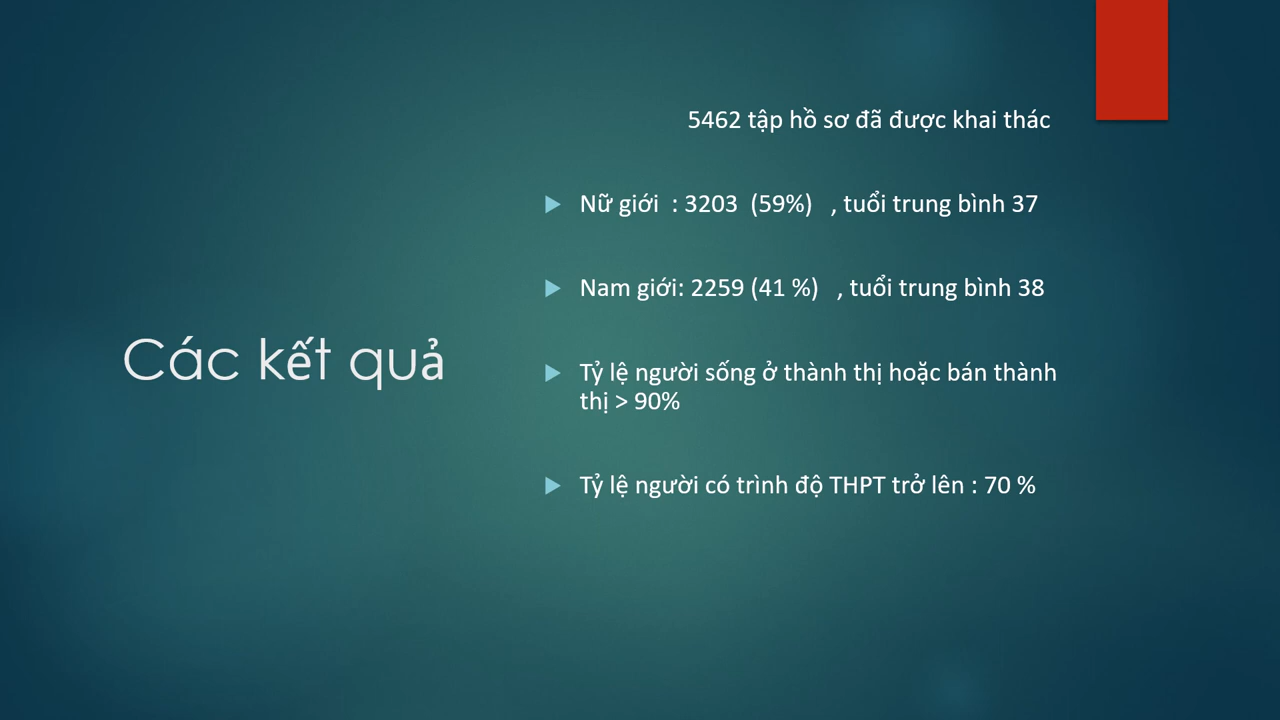 Các kết quả
5462 tập hồ sơ đã được khai thác
Nữ giới  : 3203  (59%)   , tuổi trung bình 37
Nam giới: 2259 (41 %)   , tuổi trung bình 38
Tỷ lệ người sống ở thành thị hoặc bán thành
thị > 90%
Tỷ lệ người có trình độ THPT trở lên : 70 %